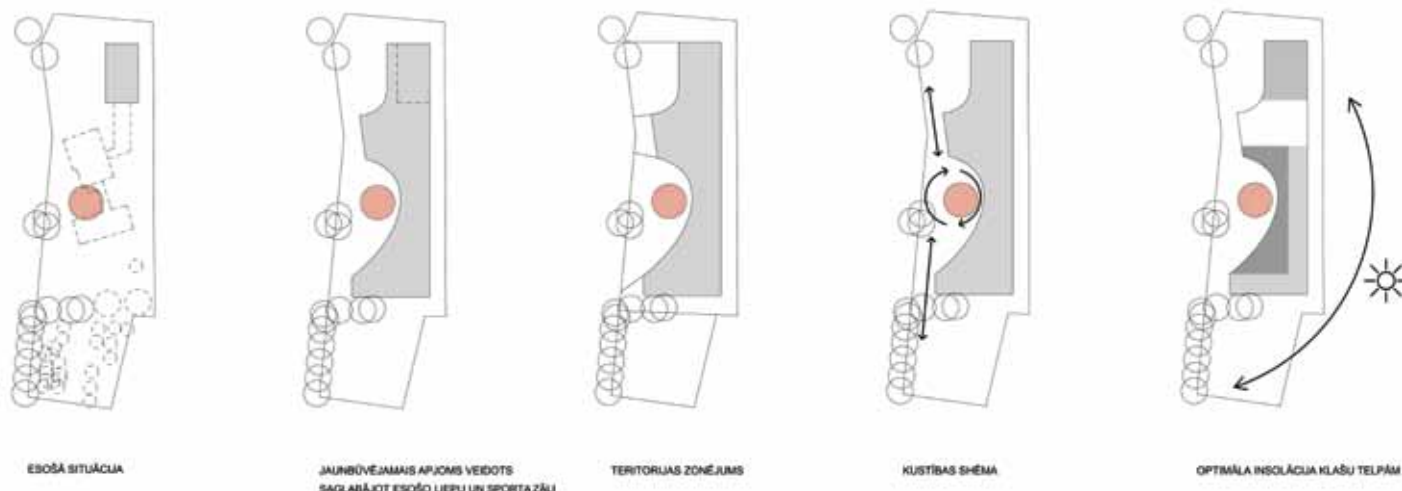 ESOŠĀ SITUĀCIJA
JAUNBŪVĒJAMAIS APJOMS VEIDOTS
SAGLABĀJOT ESOŠO LIEPU UN SPORTA ZĀLI
TERITORIJAS ZONĒJUMS
KUSTĪBAS SHĒMA
OPTIMĀLA INSOLĀCIJA KLAŠU TELPĀM